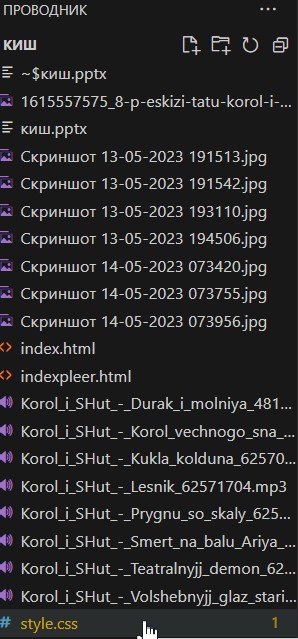 ПРОВОДНИК
КИШ
~$киш.pptx
1615557575_8-p-eskizi-tatu-korol-i-...
киш.pptx
Скриншот 13-05-2023 191513.jpg
Скриншот 13-05-2023 191542.jpg
Скриншот 13-05-2023 193110.jpg
Скриншот 13-05-2023 194506.jpg
Скриншот 14-05-2023 073420.jpg
Скриншот 14-05-2023 073755.jpg
Скриншот 14-05-2023 073956.jpg
index.html
indexpleer.html
Korol_i_SHut_-_Durak_i_molniya_481...
Korol_i_SHut_-_Korol_vechnogo_sna_...
Korol_i_SHut_-_Kukla_kolduna_62570...
Korol_i_SHut_-_Lesnik_62571704.mp3
Korol_i_SHut_-_Prygnu_so_skaly_625...
Korol_i_SHut_-_Smert_na_balu_Ariya_...
Korol_i_SHut_-_Teatralnyjj_demon_62...
Korol_i_SHut_-_Volshebnyjj_glaz_stari...
style.css 1